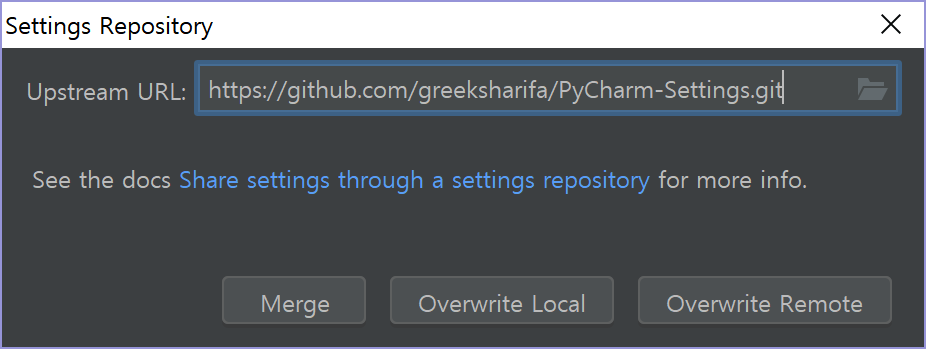 Settings Repository
Upstream URL: https://github.com/greeksharifa/PyCharm-Settings.git
See the docs Share settings through a settings repository for more info.
Merge Overwrite Local Overwrite Remote